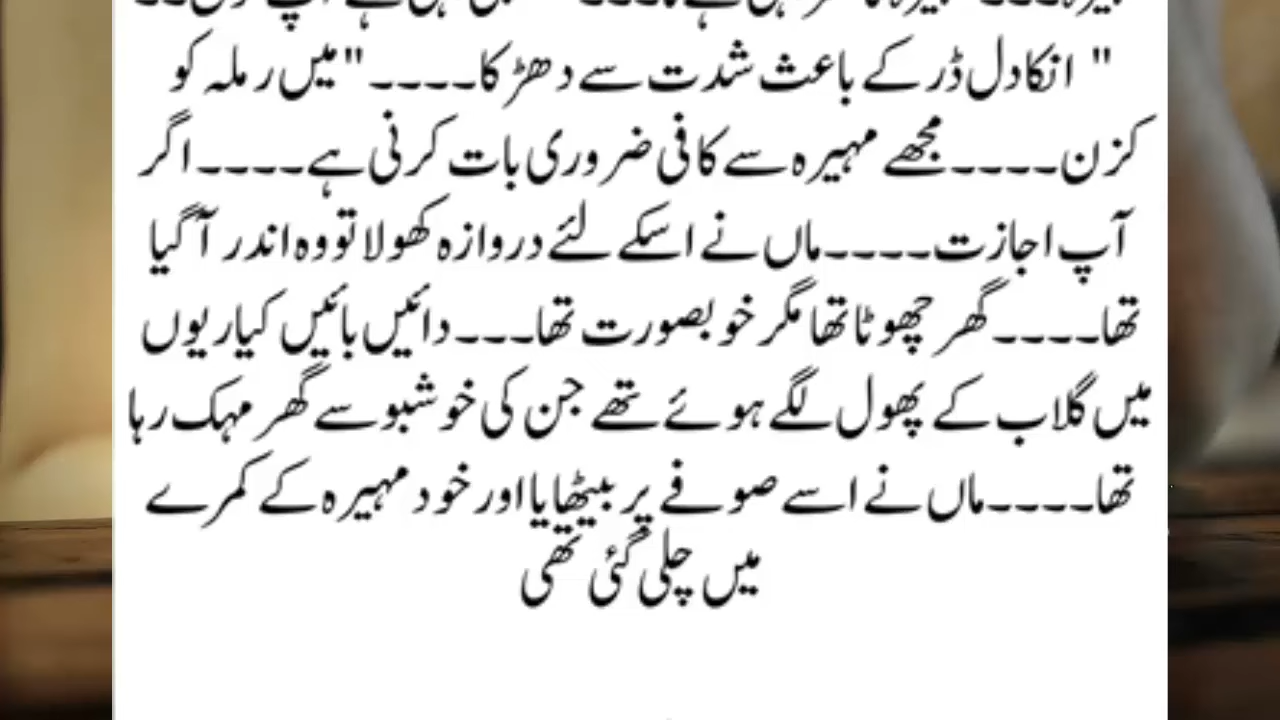 " انکا دل ڈر کے باعث شدت سے دھڑکا۔۔۔۔" میں رملہ کو
کزن۔۔۔۔مجھے مہیرہ سے کافی ضروری بات کرنی ہے۔۔۔۔اگر
آپ اجازت۔۔۔۔ماں نے اسکے لئے دروازہ کھولا تو وہ اندر آگیا
تھا۔۔۔۔گھر چھوٹا تھا مگر خوبصورت تھا۔۔۔دائیں بائیں کیاریوں
میں گلاب کے پھول لگے ہوئے تھے جن کی خوشبو سے گھر مہک رہا
تھا۔۔۔۔ماں نے اسے صوفے پر بیٹھایا اور خود مہیرہ کے کمرے
میں چلی گئی تھی